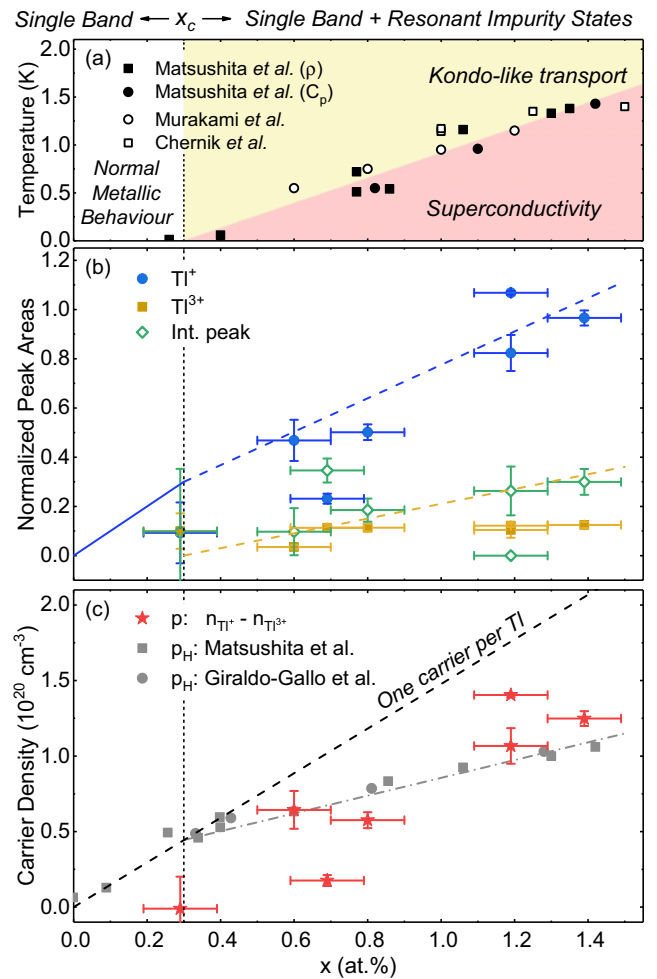 Single Band ← x_c → Single Band + Resonant Impurity States
(a)
Matsushita et al. (ρ)
Matsushita et al. (C_p)
Murakami et al.
Chernik et al.
Kondo-like transport
Normal
Metallic
Behaviour
Superconductivity
Temperature (K)
2.0
1.5
1.0
0.5
0.0
(b)
Tl⁺
Tl³⁺
Int. peak
Normalized Peak Areas
1.2
1.0
0.8
0.6
0.4
0.2
0.0
(c)
p: n_Tl⁺ - n_Tl³⁺
p_H: Matsushita et al.
p_H: Giraldo-Gallo et al.
One carrier per Tl
Carrier Density (10²⁰ cm⁻³)
2.0
1.5
1.0
0.5
0.0
0.0 0.2 0.4 0.6 0.8 1.0 1.2 1.4
x (at.%)